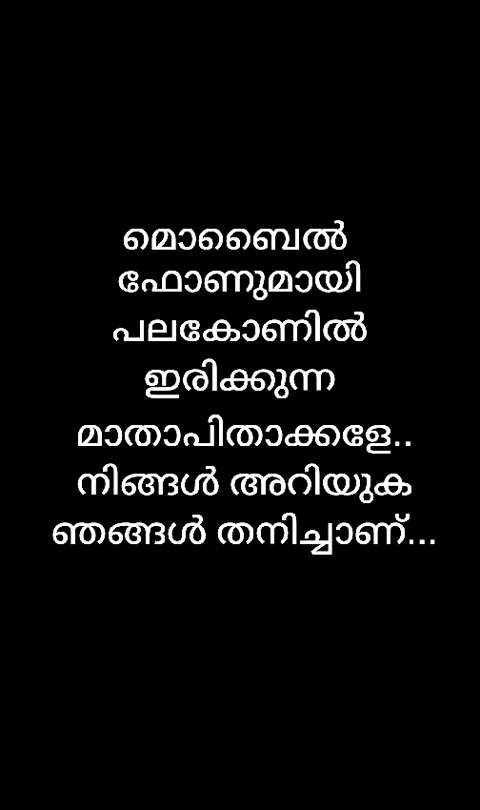 മൊബൈൽ
ഫോണുമായി
പലകോണിൽ
ഇരിക്കുന്ന
മാതാപിതാക്കളേ..
നിങ്ങൾ അറിയുക
ഞങ്ങൾ തനിച്ചാണ്...